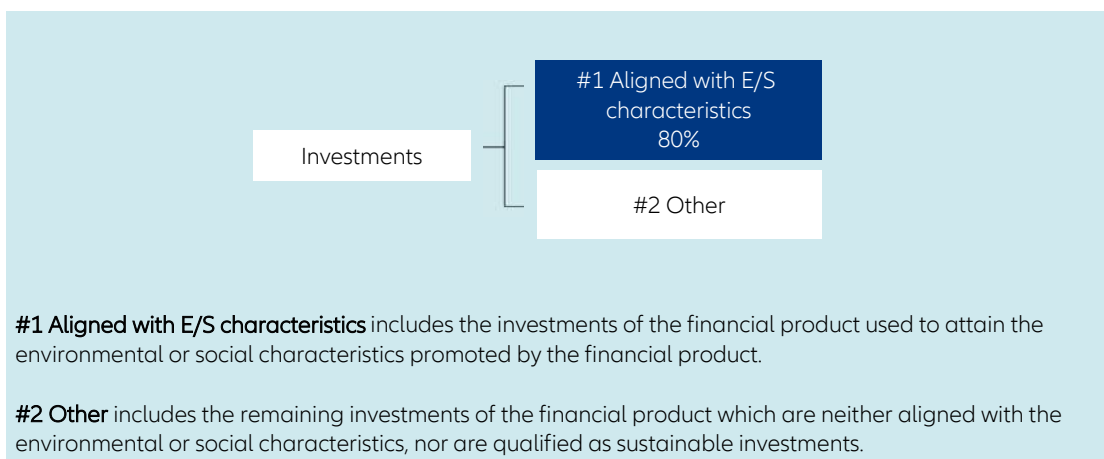 #1 Aligned with E/S
characteristics
80%
Investments
#2 Other
#1 Aligned with E/S characteristics includes the investments of the financial product used to attain the
environmental or social characteristics promoted by the financial product.
#2 Other includes the remaining investments of the financial product which are neither aligned with the
environmental or social characteristics, nor are qualified as sustainable investments.